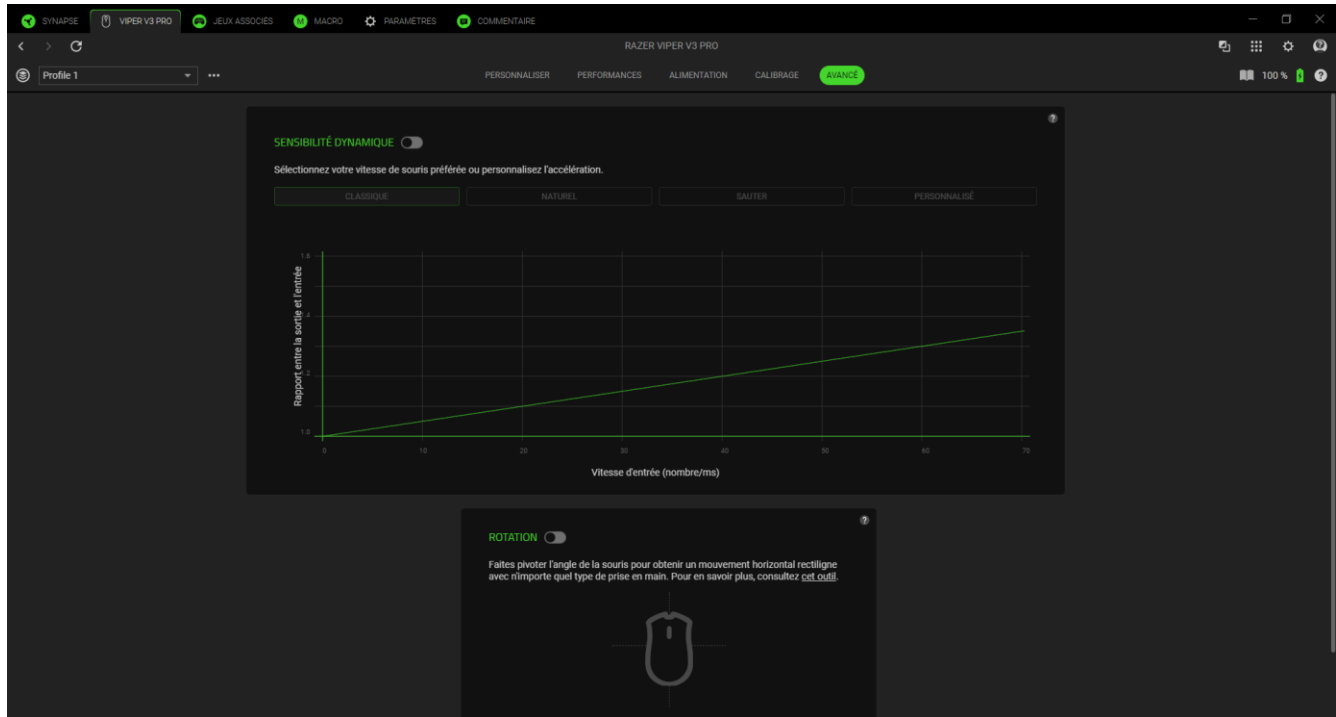 SYNAPSE VIPER V3 PRO JEUX ASSOCIÉS M MACRO PARAMÈTRES COMMENTAIRE
RAZER VIPER V3 PRO
Profile 1 PERSONNALISER PERFORMANCES ALIMENTATION CALIBRAGE AVANCÉ 100 %
SENSIBILITÉ DYNAMIQUE
Sélectionnez votre vitesse de souris préférée ou personnalisez l'accélération.
CLASSIQUE NATUREL SAUTER PERSONNALISÉ
Rapport entre la sortie et l'entrée
1.6
4
2
1.0
0 10 20 30 40 50 60 70
Vitesse d'entrée (nombre/ms)
ROTATION
Faites pivoter l'angle de la souris pour obtenir un mouvement horizontal rectiligne
avec n'importe quel type de prise en main. Pour en savoir plus, consultez cet outil.